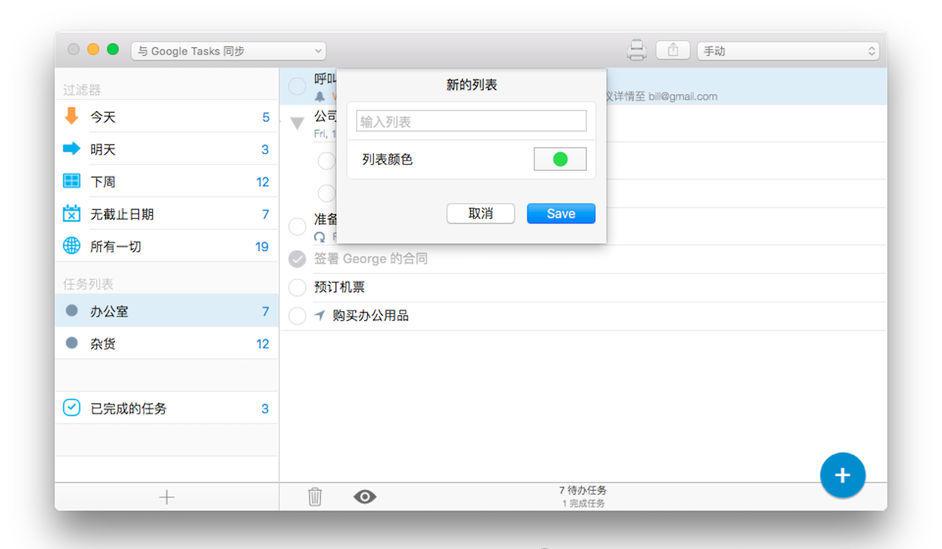 与 Google Tasks 同步
手动
过滤器
今天 5
明天 3
下周 12
无截止日期 7
所有一切 19
任务列表
办公室 7
杂货 12
已完成的任务 3
新的列表
输入列表
列表颜色
取消 Save
呼叫
详情至 bill@gmail.com
公司
Fri, 1
准备
签署 George 的合同
预订机票
购买办公用品
7 待办任务
1 完成任务